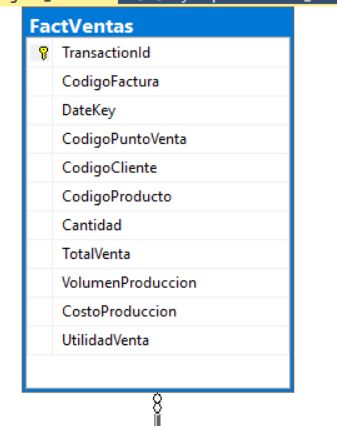 FactVentas
TransactionId
CodigoFactura
DateKey
CodigoPuntoVenta
CodigoCliente
CodigoProducto
Cantidad
TotalVenta
VolumenProduccion
CostoProduccion
UtilidadVenta